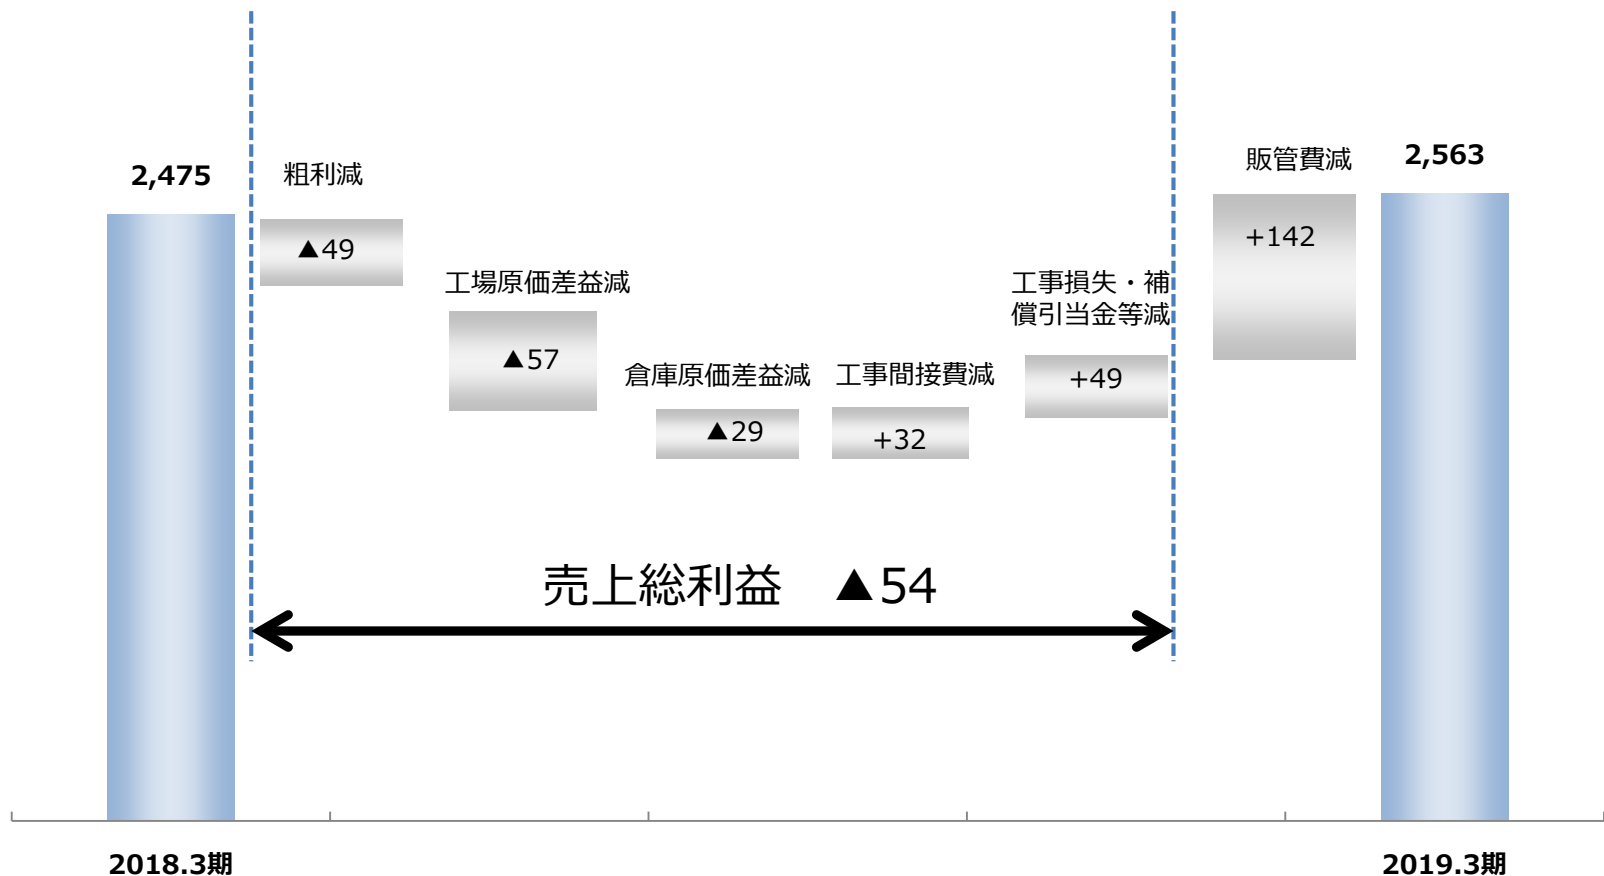 2,475
粗利減
▲49
工場原価差益減
▲57
倉庫原価差益減
▲29
工事間接費減
+32
工事損失・補
償引当金等減
+49
販管費減
+142
2,563
売上総利益 ▲54
2018.3期
2019.3期